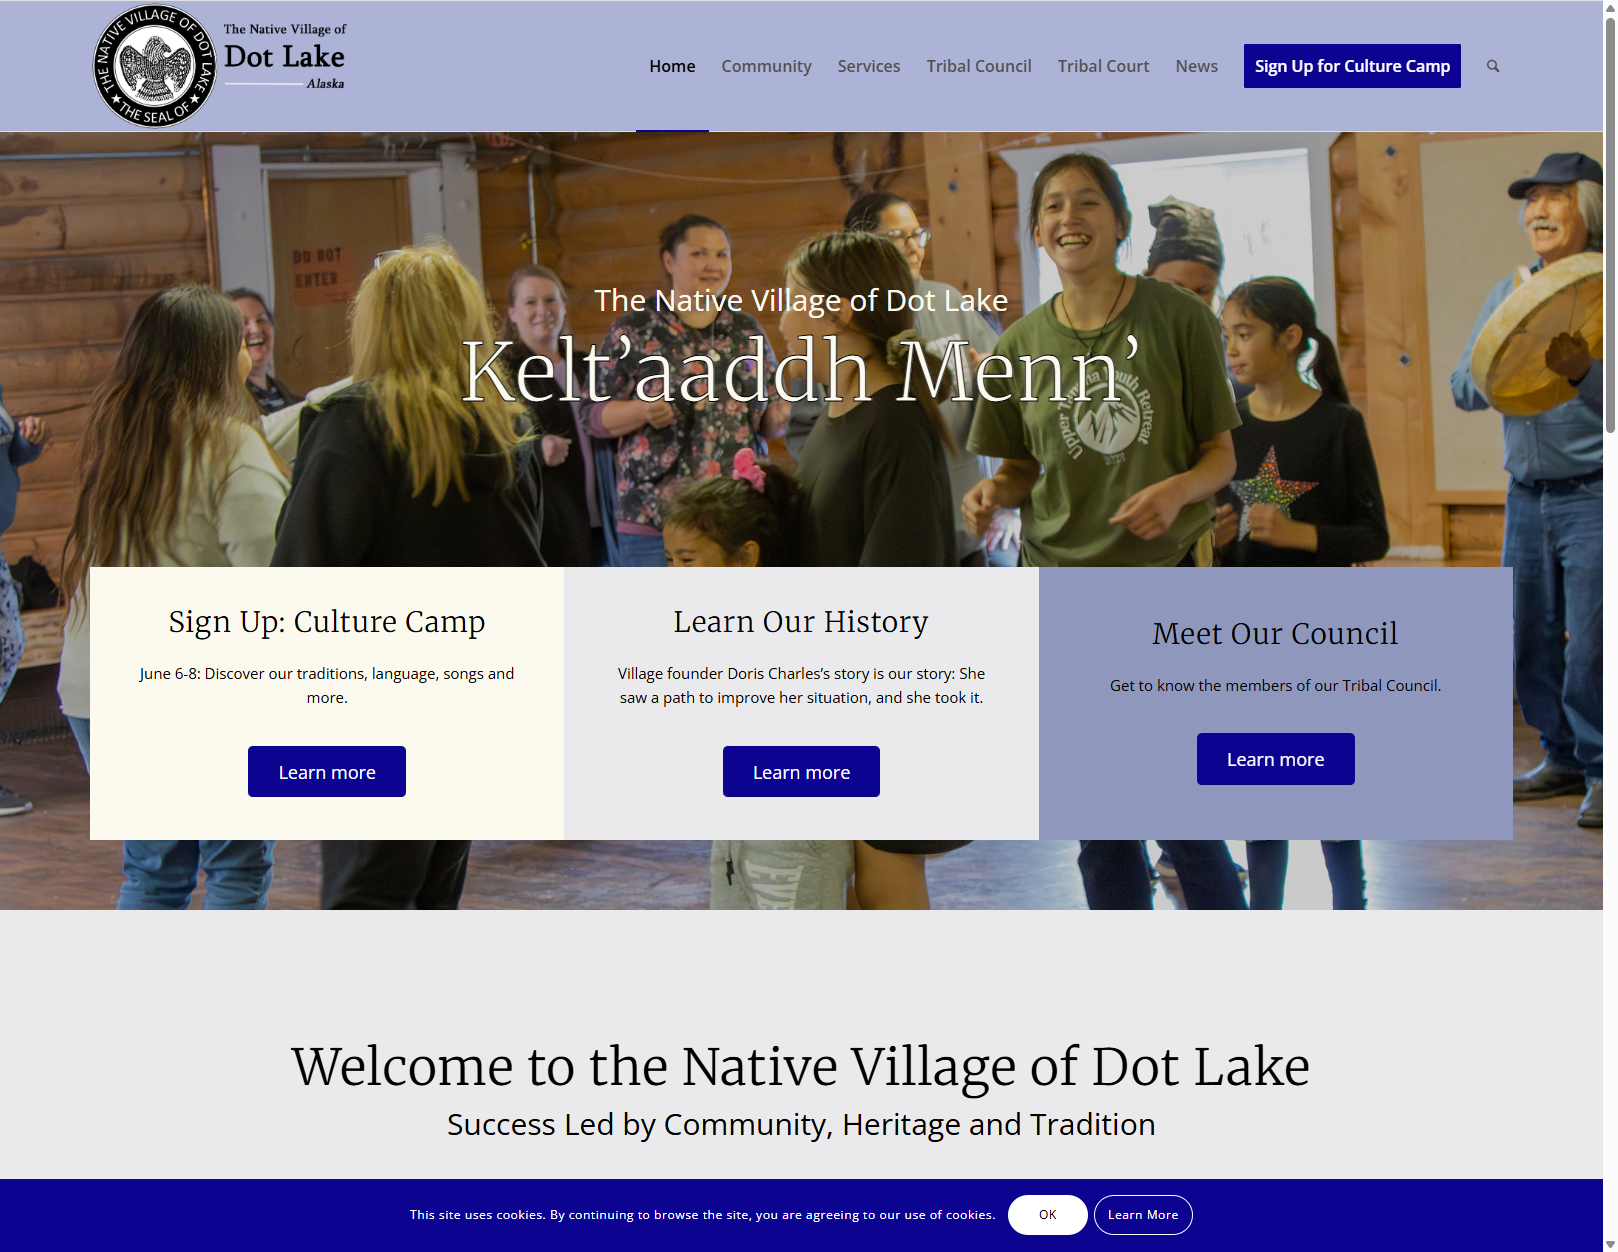 THE NATIVE VILLAGE OF DOT LAKE
THE SEAL OF
The Native Village of
Dot Lake
Alaska
Home
Community
Services
Tribal Council
Tribal Court
News
Sign Up for Culture Camp
DO NOT
ENTER
The Native Village of Dot Lake
Kelt’aaddh Menn’
Upper Tanana Youth Retreat
Sign Up: Culture Camp
June 6-8: Discover our traditions, language, songs and
more.
Learn more
Learn Our History
Village founder Doris Charles’s story is our story: She
saw a path to improve her situation, and she took it.
Learn more
Meet Our Council
Get to know the members of our Tribal Council.
Learn more
Welcome to the Native Village of Dot Lake
Success Led by Community, Heritage and Tradition
This site uses cookies. By continuing to browse the site, you are agreeing to our use of cookies.
OK
Learn More